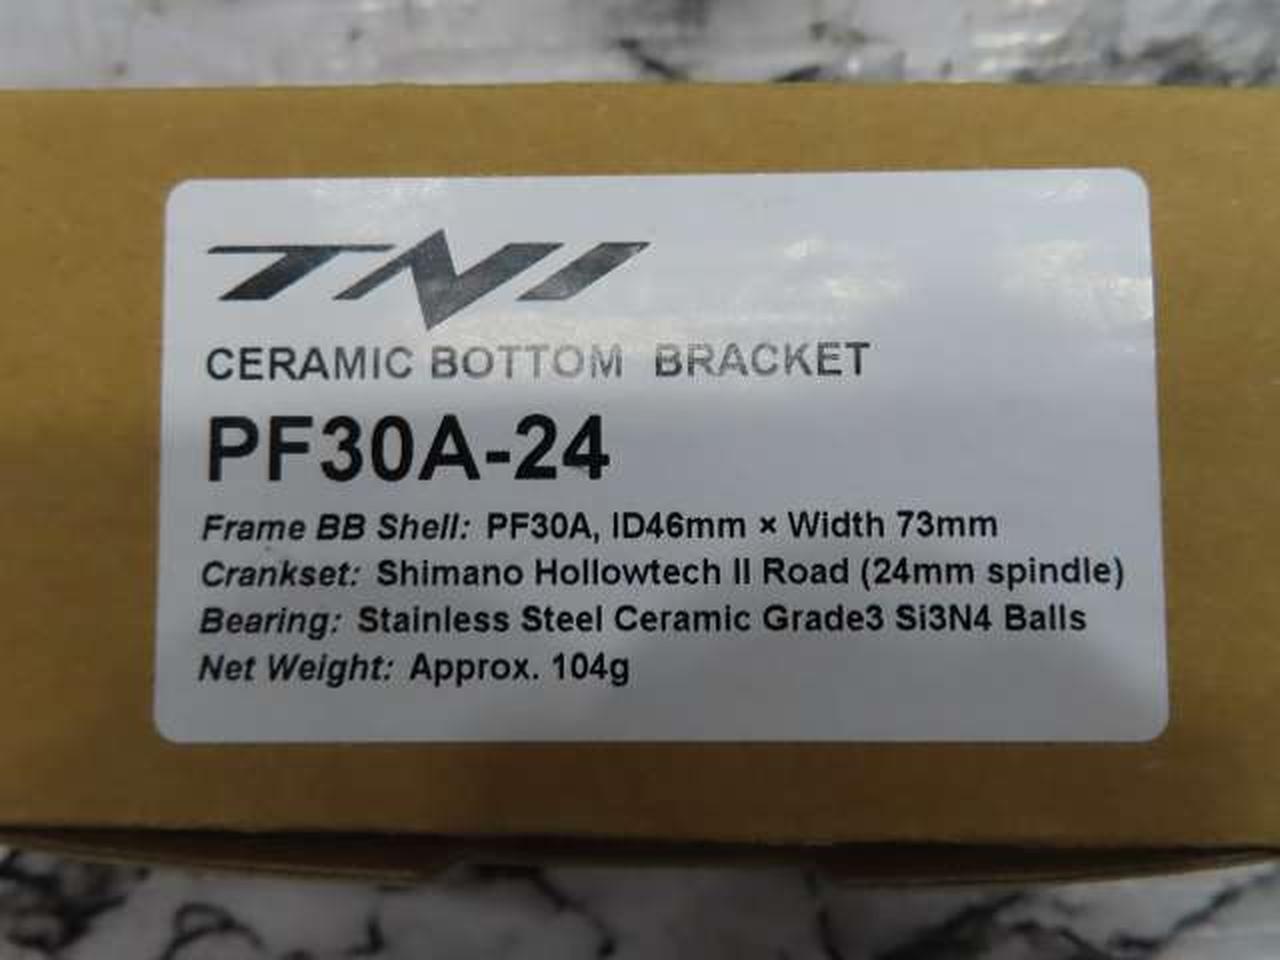 TNI
CERAMIC BOTTOM BRACKET
PF30A-24
Frame BB Shell: PF30A, ID46mm × Width 73mm
Crankset: Shimano Hollowtech II Road (24mm spindle)
Bearing: Stainless Steel Ceramic Grade3 Si3N4 Balls
Net Weight: Approx. 104g